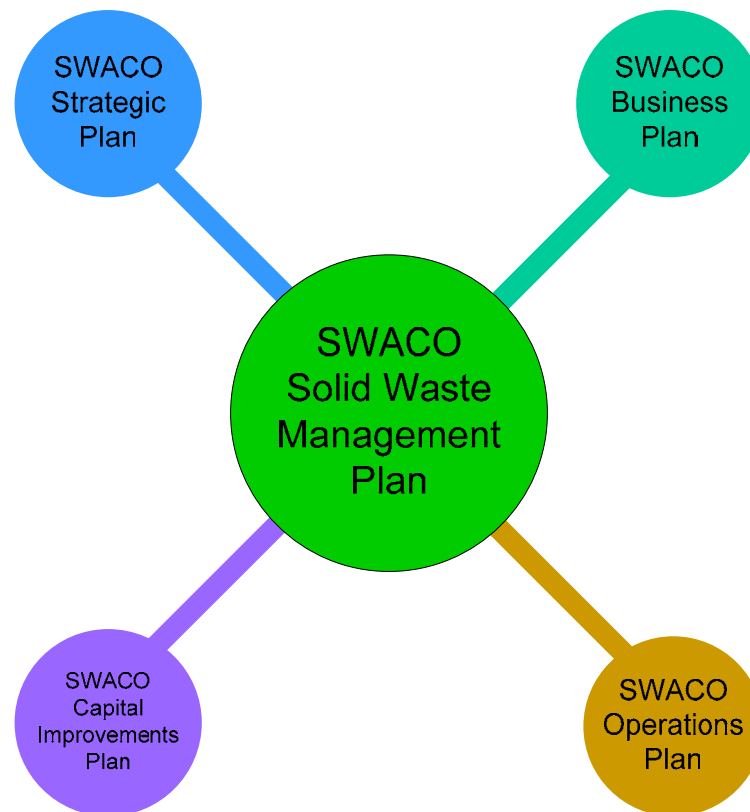 SWACO
Strategic
Plan
SWACO
Business
Plan
SWACO
Solid Waste
Management
Plan
SWACO
Capital
Improvements
Plan
SWACO
Operations
Plan